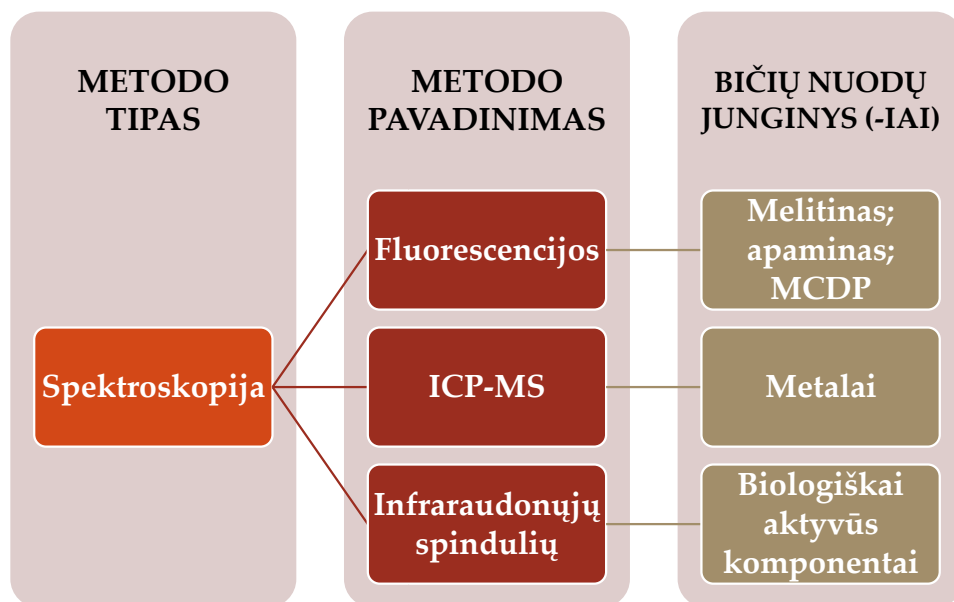 METODO
TIPAS
METODO
PAVADINIMAS
BIČIŲ NUODŲ
JUNGINYS (-IAI)
Spektroskopija
Fluorescencijos
Melitinas;
apaminas;
MCDP
ICP-MS
Metalai
Infraraudonųjų
spindulių
Biologiškai
aktyvūs
komponentai